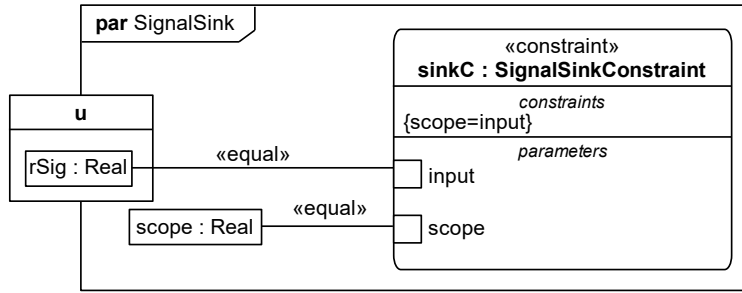 par SignalSink
«constraint»
sinkC : SignalSinkConstraint
constraints
{scope=input}
parameters
u
rSig : Real
«equal»
input
scope : Real
«equal»
scope